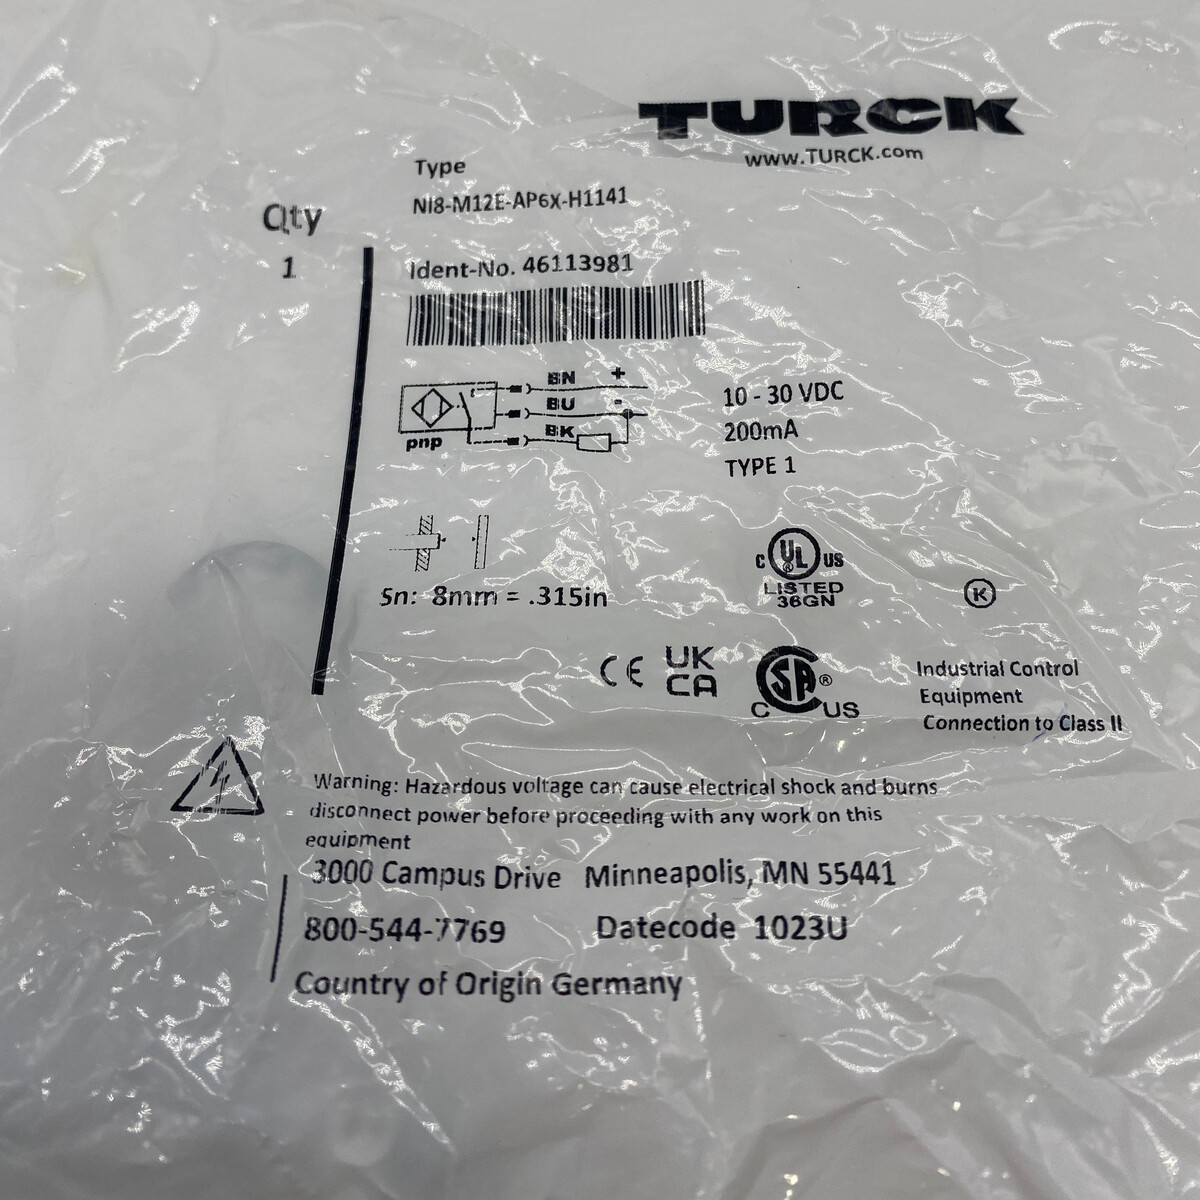 TURCK
www.TURCK.com
Type
NI8-M12E-AP6X-H1141
Qty
1
Ident-No. 46113981
BN +
BU -
BK
pnp
10 - 30 VDC
200mA
TYPE 1
Sn: 8mm = .315in
C UL® US
LISTED
36GN
K
CE UK
CA
C SA® US
Industrial Control
Equipment
Connection to Class II
Warning: Hazardous voltage can cause electrical shock and burns
disconnect power before proceeding with any work on this
equipment
3000 Campus Drive Minneapolis, MN 55441
800-544-7769 Datecode 1023U
Country of Origin Germany